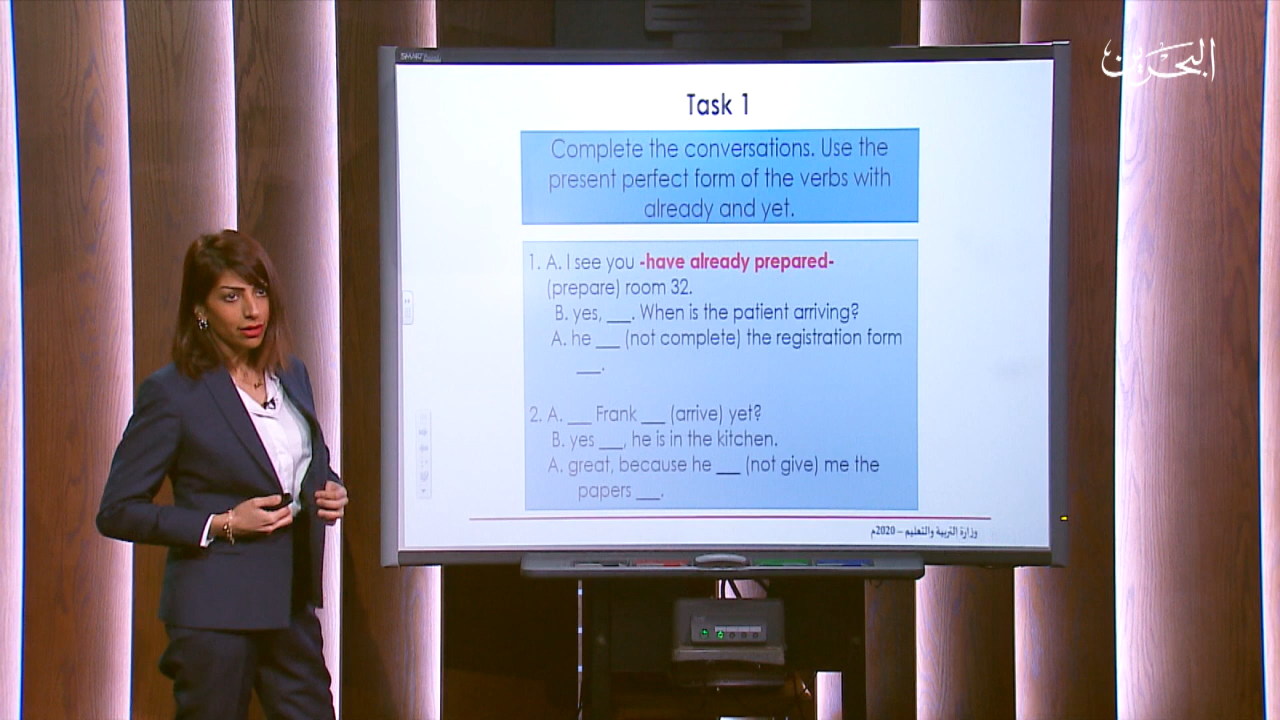 البحرين
SMART
Task 1
Complete the conversations. Use the
present perfect form of the verbs with
already and yet.
1. A. I see you -have already prepared-
(prepare) room 32.
B. yes, ___. When is the patient arriving?
A. he ___ (not complete) the registration form
___.
2. A. ___ Frank ___ (arrive) yet?
B. yes ___, he is in the kitchen.
A. great, because he ___ (not give) me the
papers ___.
وزارة التربية والتعليم – 2020م